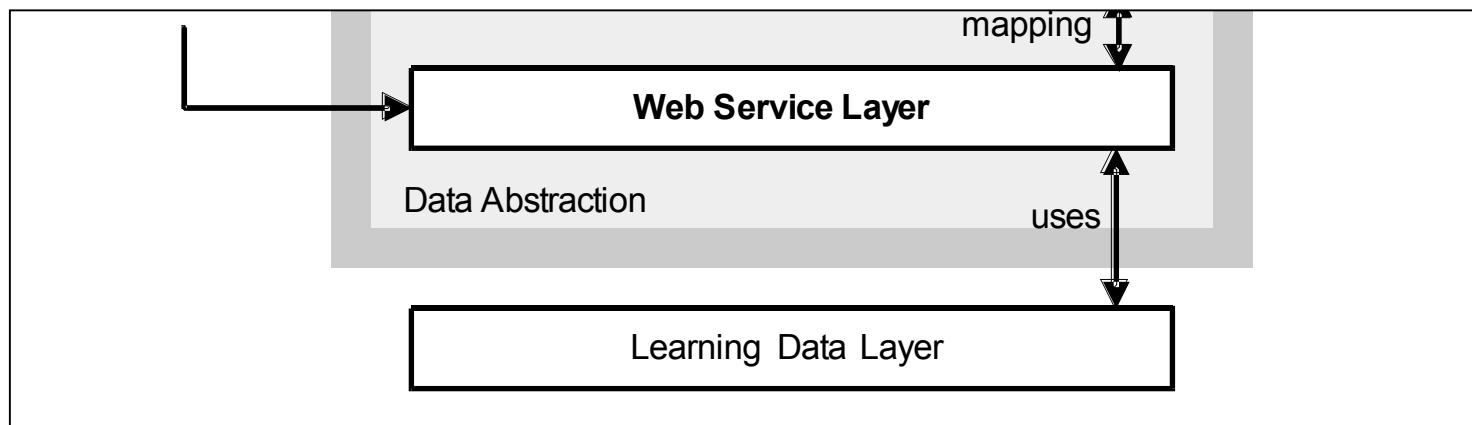 mapping
Web Service Layer
Data Abstraction
uses
Learning Data Layer